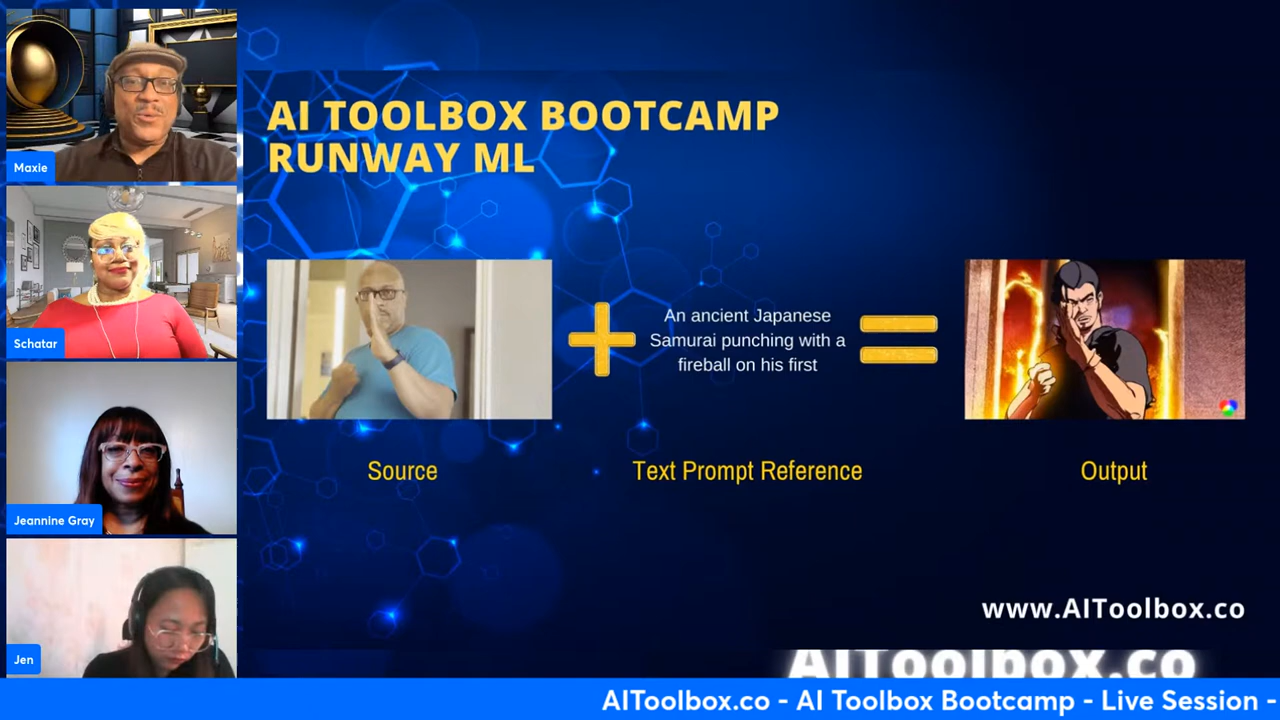 Maxie
Schatar
Jeannine Gray
Jen
AI TOOLBOX BOOTCAMP
RUNWAY ML
An ancient Japanese
Samurai punching with a
fireball on his first
Source
Text Prompt Reference
Output
www.AIToolbox.co
AIToolbox.co
AIToolbox.co - AI Toolbox Bootcamp - Live Session -